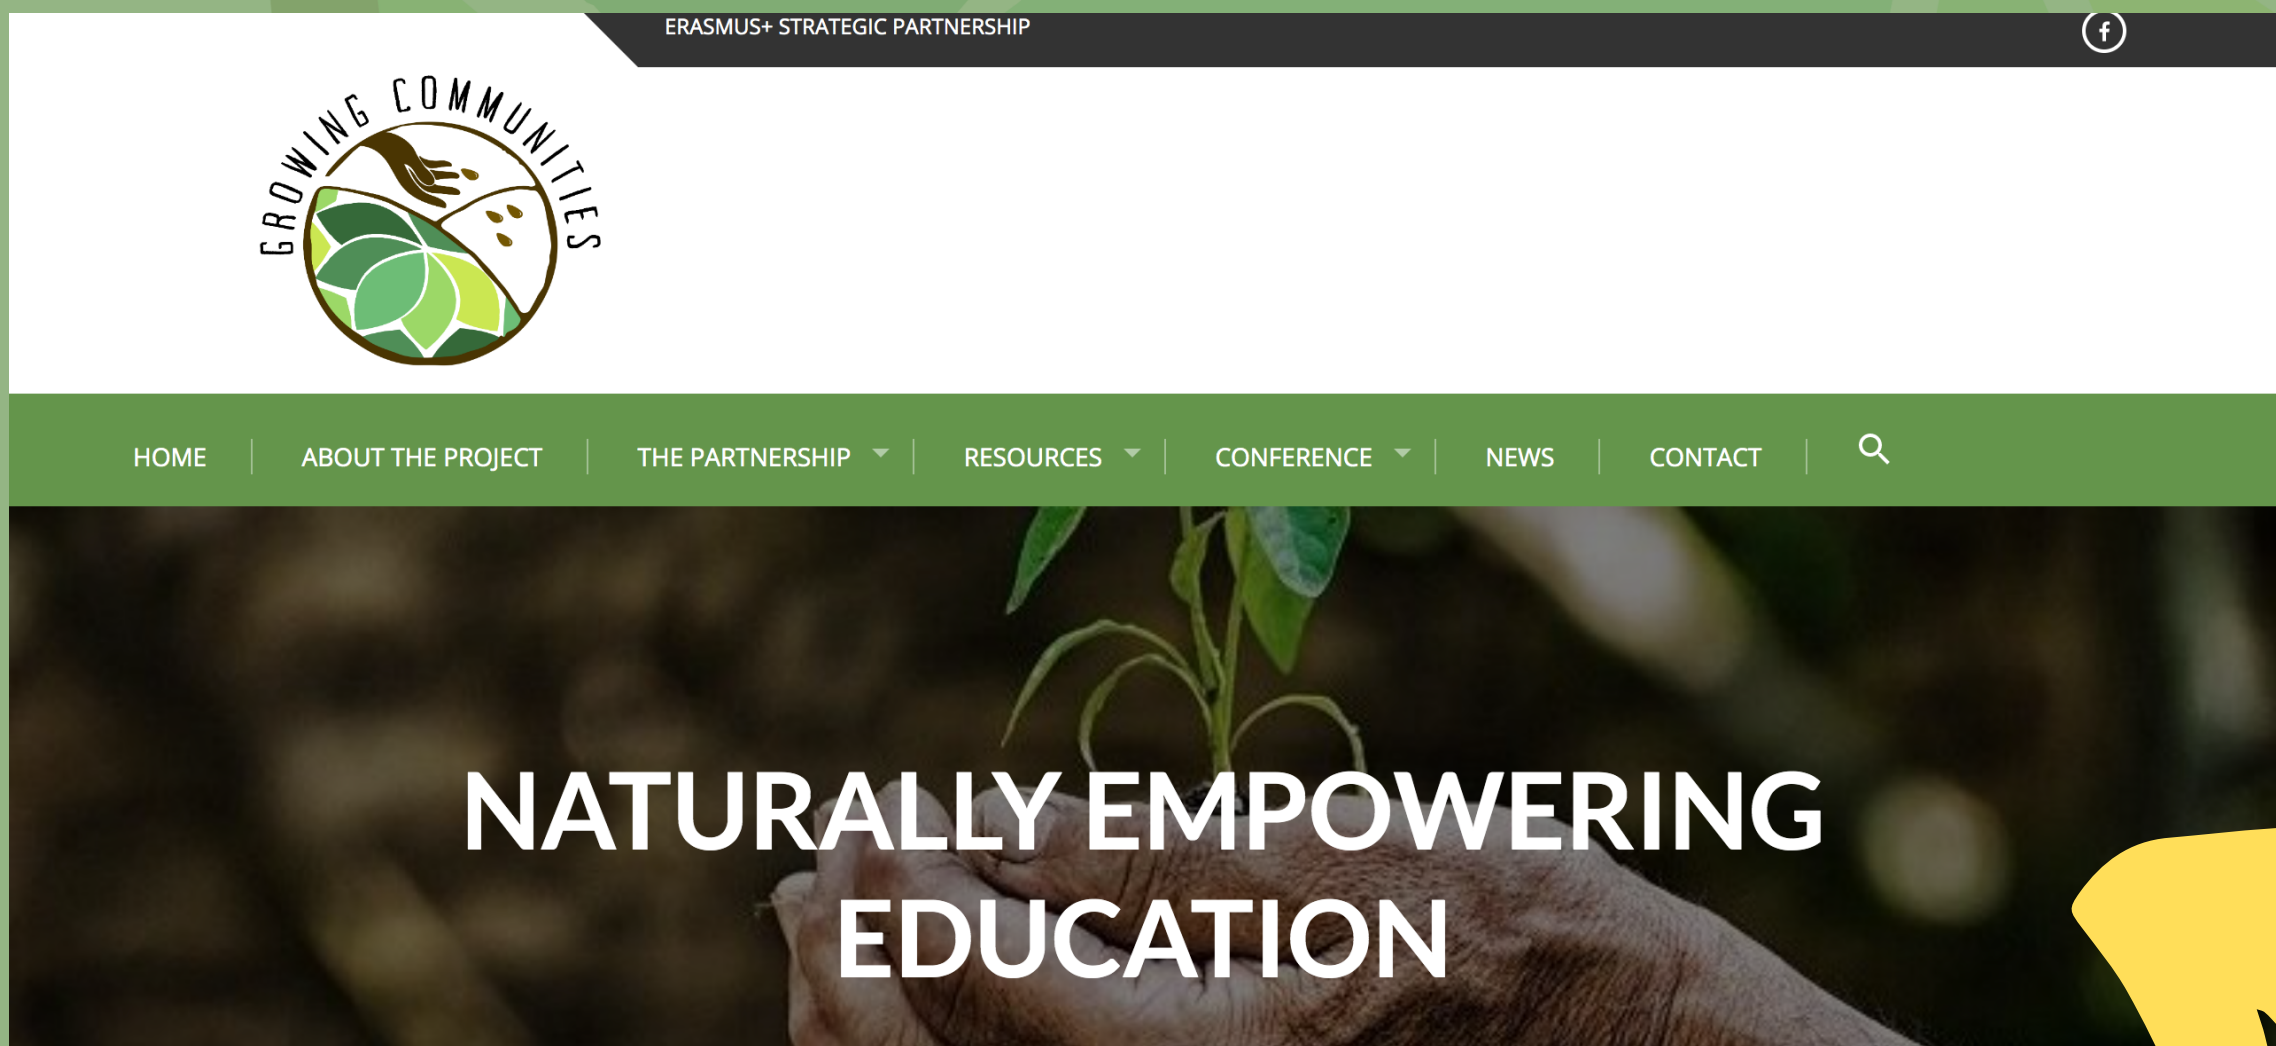 ERASMUS+ STRATEGIC PARTNERSHIP
GROWING COMMUNITIES
HOME
ABOUT THE PROJECT
THE PARTNERSHIP
RESOURCES
CONFERENCE
NEWS
CONTACT
NATURALLY EMPOWERING
EDUCATION